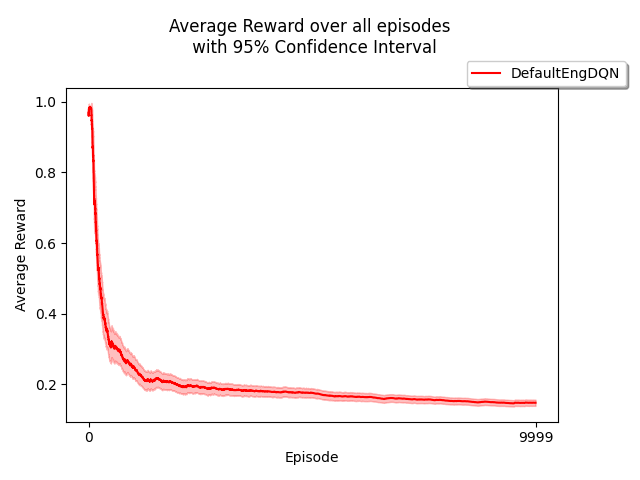 Average Reward over all episodes
with 95% Confidence Interval
DefaultEngDQN
1.0
0.8
0.6
0.4
0.2
Average Reward
0
9999
Episode